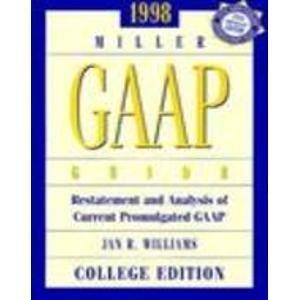 1998
MILLER
GAAP
GUIDE
Restatement and Analysis of
Current Promulgated GAAP
JAN R. WILLIAMS
COLLEGE EDITION